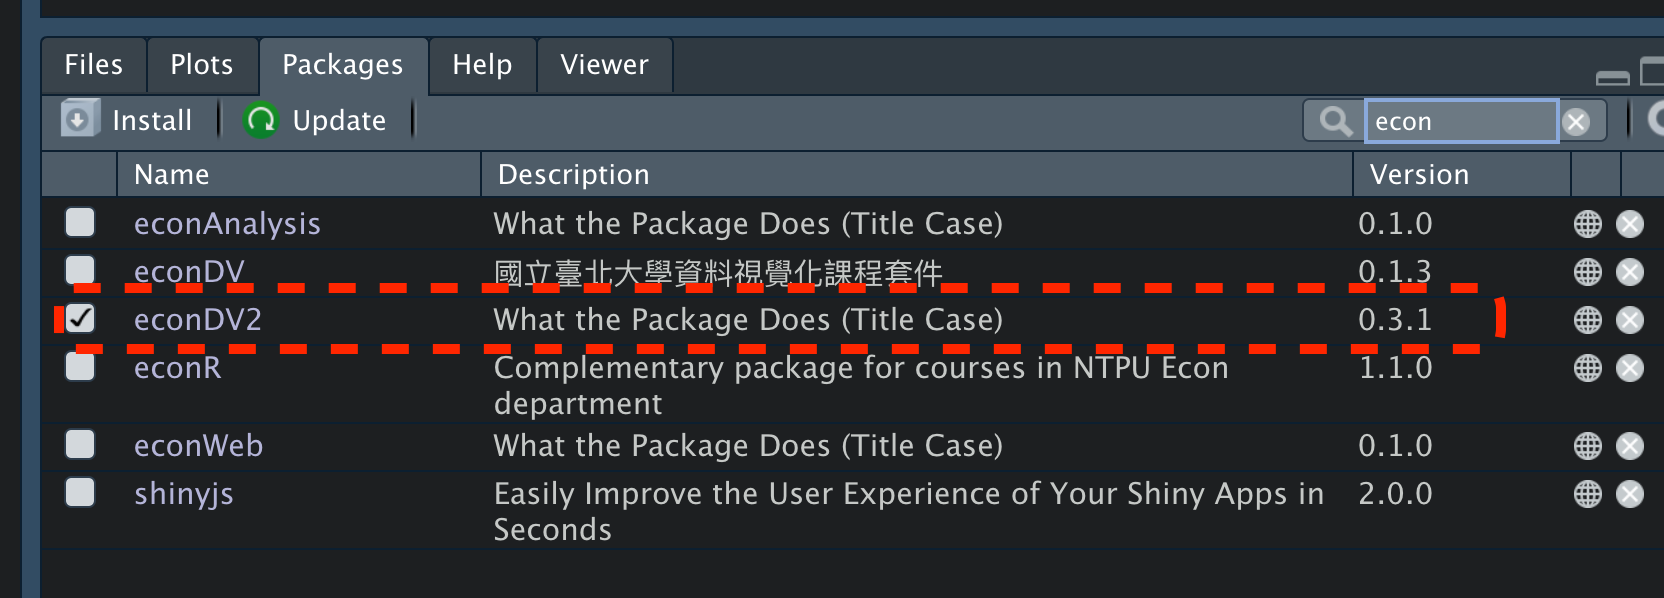 Files Plots Packages Help Viewer
Install Update econ
Name Description Version
econAnalysis What the Package Does (Title Case) 0.1.0
econDV 國立臺北大學資料視覺化課程套件 0.1.3
econDV2 What the Package Does (Title Case) 0.3.1
econR Complementary package for courses in NTPU Econ 1.1.0
department
econWeb What the Package Does (Title Case) 0.1.0
shinyjs Easily Improve the User Experience of Your Shiny Apps in 2.0.0
Seconds